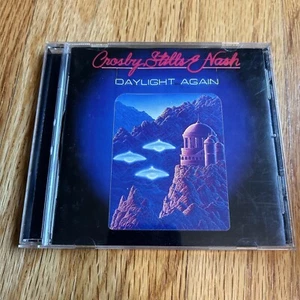 Crosby, Stills & Nash
DAYLIGHT AGAIN